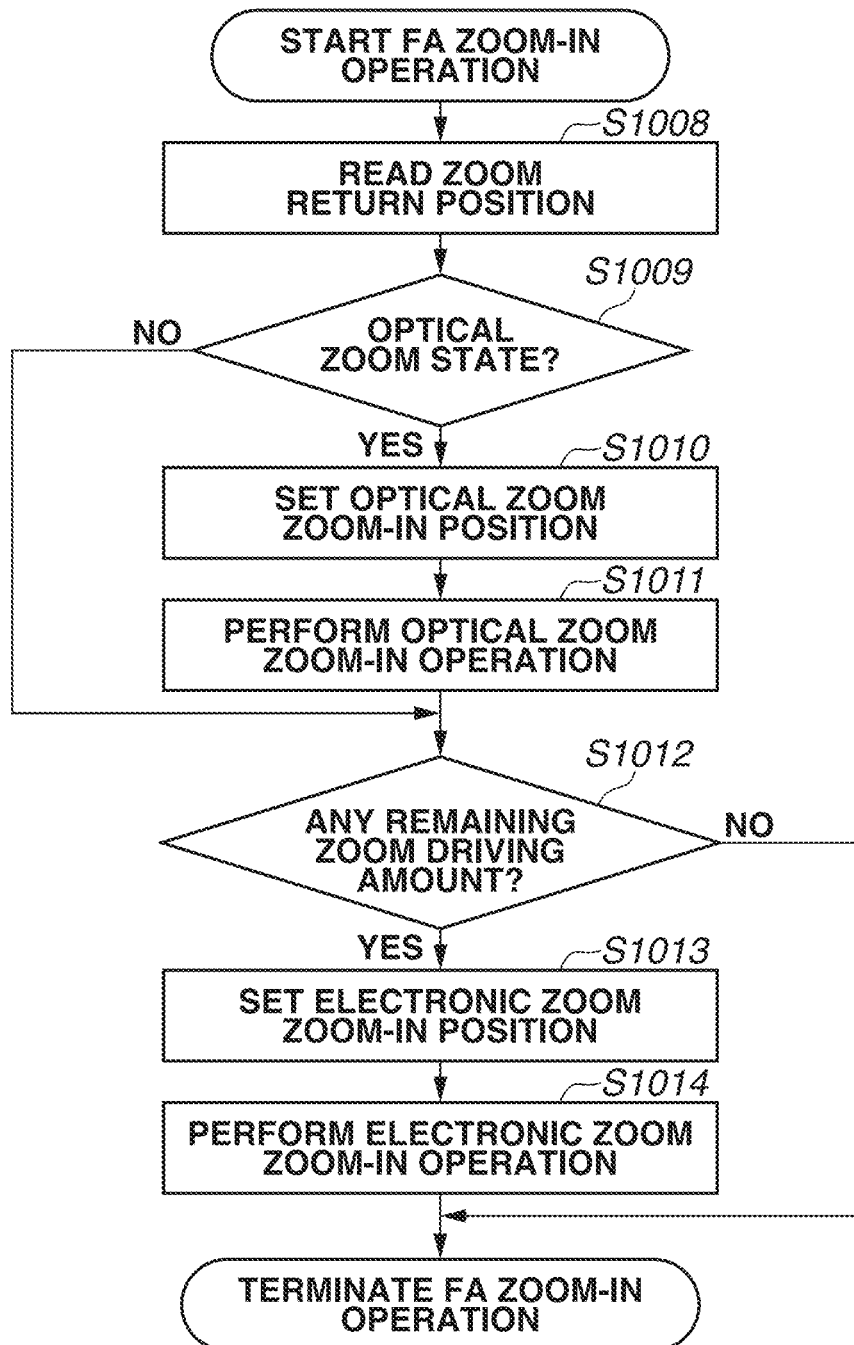 START FA ZOOM-IN
OPERATION
S1008
READ ZOOM
RETURN POSITION
S1009
NO
OPTICAL
ZOOM STATE?
YES
S1010
SET OPTICAL ZOOM
ZOOM-IN POSITION
S1011
PERFORM OPTICAL ZOOM
ZOOM-IN OPERATION
S1012
ANY REMAINING
ZOOM DRIVING
AMOUNT?
NO
YES
S1013
SET ELECTRONIC ZOOM
ZOOM-IN POSITION
S1014
PERFORM ELECTRONIC ZOOM
ZOOM-IN OPERATION
TERMINATE FA ZOOM-IN
OPERATION